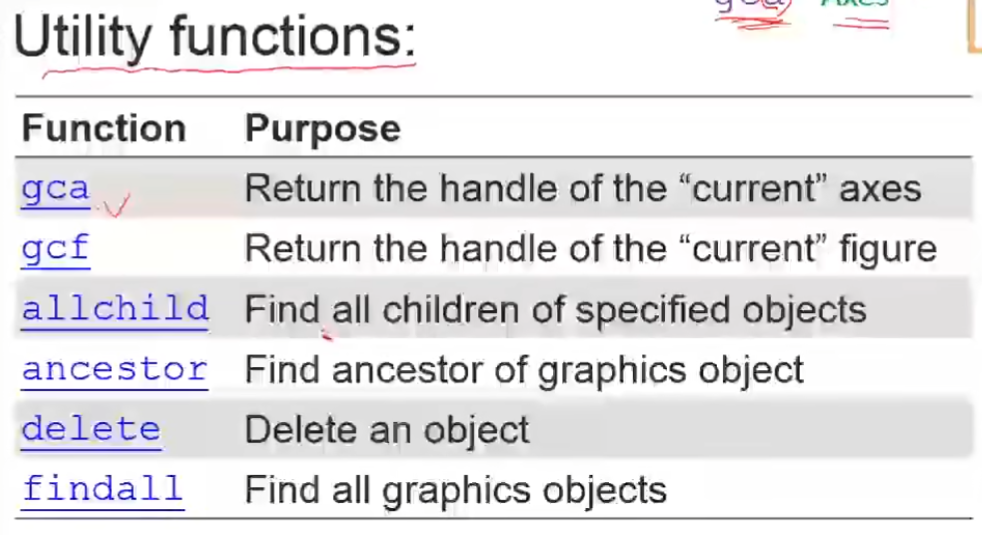 gca Axes
Utility functions:
Function Purpose
gca Return the handle of the “current” axes
gcf Return the handle of the “current” figure
allchild Find all children of specified objects
ancestor Find ancestor of graphics object
delete Delete an object
findall Find all graphics objects